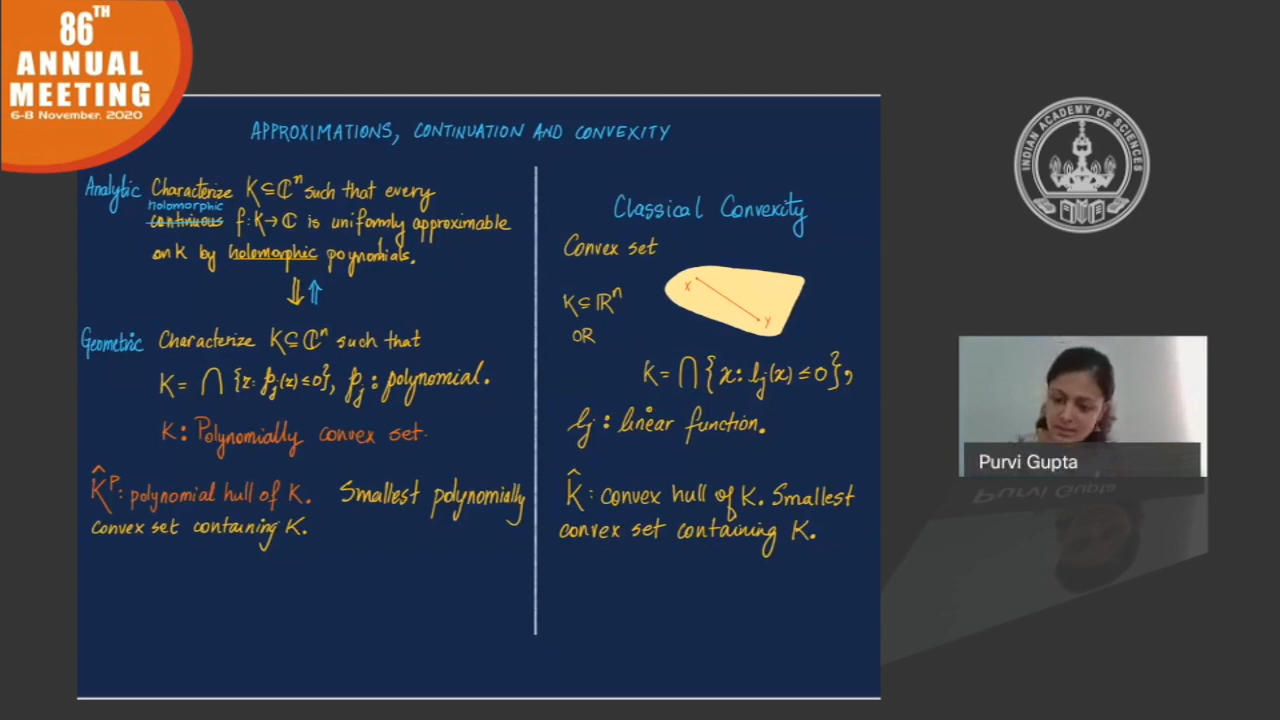 86TH
ANNUAL
MEETING
6-8 November, 2020
APPROXIMATIONS, CONTINUATION AND CONVEXITY
Analytic Characterize K ⊆ ℂⁿ such that every
holomorphic
continuous f: K → ℂ is uniformly approximable
on K by holomorphic polynomials.
⇓⇑
Geometric Characterize K ⊆ ℂⁿ such that
K = ⋂ {z: pⱼ(z) ≤ 0}, pⱼ : polynomial.
K: Polynomially convex set.
K̂ᴾ: polynomial hull of K. Smallest polynomially
convex set containing K.
Classical Convexity
Convex set
K ⊆ ℝⁿ
OR
x
y
K = ⋂ {x: lⱼ(x) ≤ 0},
lⱼ : linear function.
K̂ : convex hull of K. Smallest
convex set containing K.
INDIAN ACADEMY OF SCIENCES
Purvi Gupta